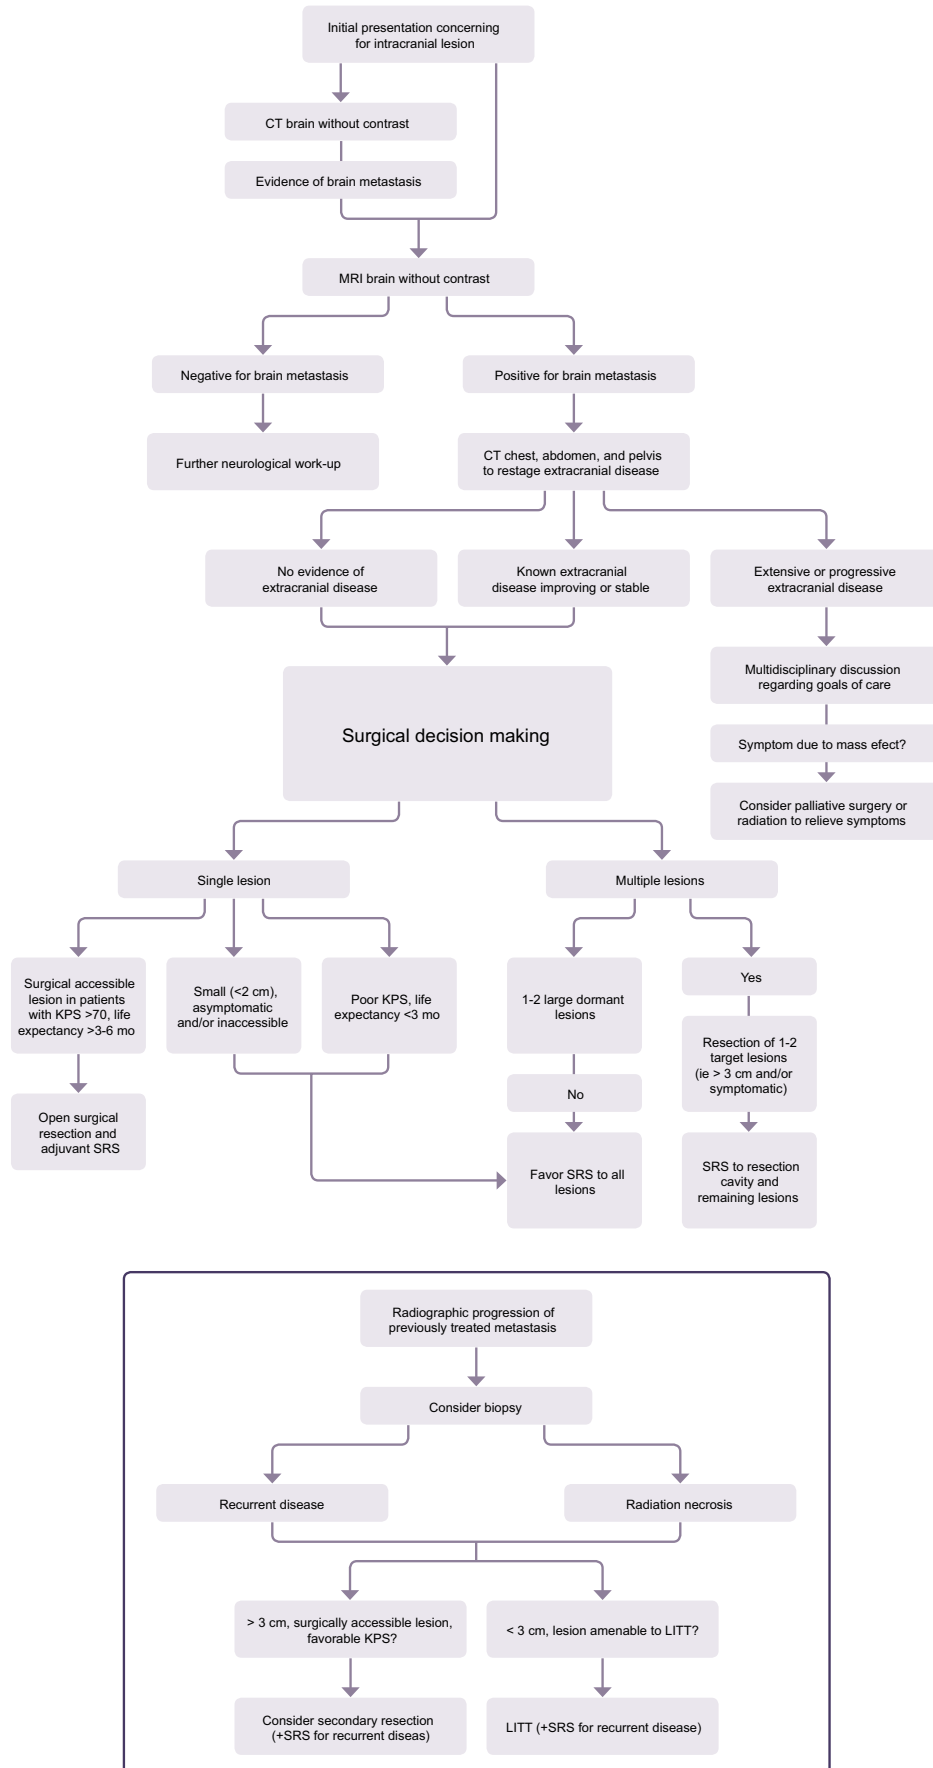 Initial presentation concerning
for intracranial lesion
CT brain without contrast
Evidence of brain metastasis
MRI brain without contrast
Negative for brain metastasis
Positive for brain metastasis
Further neurological work-up
CT chest, abdomen, and pelvis
to restage extracranial disease
No evidence of
extracranial disease
Known extracranial
disease improving or stable
Extensive or progressive
extracranial disease
Multidisciplinary discussion
regarding goals of care
Symptom due to mass efect?
Consider palliative surgery or
radiation to relieve symptoms
Surgical decision making
Single lesion
Multiple lesions
Surgical accessible
lesion in patients
with KPS >70, life
expectancy >3-6 mo
Small (<2 cm),
asymptomatic
and/or inaccessible
Poor KPS, life
expectancy <3 mo
1-2 large dormant
lesions
Yes
Resection of 1-2
target lesions
(ie > 3 cm and/or
symptomatic)
No
Open surgical
resection and
adjuvant SRS
Favor SRS to all
lesions
SRS to resection
cavity and
remaining lesions
Radiographic progression of
previously treated metastasis
Consider biopsy
Recurrent disease
Radiation necrosis
> 3 cm, surgically accessible lesion,
favorable KPS?
< 3 cm, lesion amenable to LITT?
Consider secondary resection
(+SRS for recurrent diseas)
LITT (+SRS for recurrent disease)